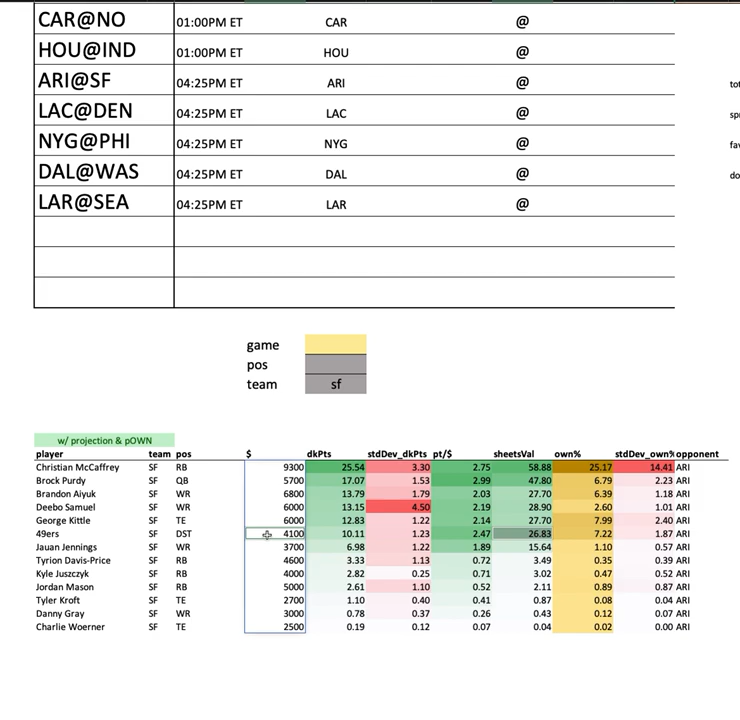 CAR@NO 01:00PM ET CAR @
HOU@IND 01:00PM ET HOU @
ARI@SF 04:25PM ET ARI @ tot
LAC@DEN 04:25PM ET LAC @ spr
NYG@PHI 04:25PM ET NYG @ fav
DAL@WAS 04:25PM ET DAL @ do
LAR@SEA 04:25PM ET LAR @
game
pos
team sf
w/ projection & pOWN
player team pos $ dkPts stdDev_dkPts pt/$ sheetsVal own% stdDev_own% opponent
Christian McCaffrey SF RB 9300 25.54 3.30 2.75 58.88 25.17 14.41 ARI
Brock Purdy SF QB 5700 17.07 1.53 2.99 47.80 6.79 2.23 ARI
Brandon Aiyuk SF WR 6800 13.79 1.79 2.03 27.70 6.39 1.18 ARI
Deebo Samuel SF WR 6000 13.15 4.50 2.19 28.90 2.60 1.01 ARI
George Kittle SF TE 6000 12.83 1.22 2.14 27.70 7.99 2.40 ARI
49ers SF DST 4100 10.11 1.23 2.47 26.83 7.22 1.87 ARI
Jauan Jennings SF WR 3700 6.98 1.22 1.89 15.64 1.10 0.57 ARI
Tyrion Davis-Price SF RB 4600 3.33 1.13 0.72 3.49 0.35 0.39 ARI
Kyle Juszczyk SF RB 4000 2.82 0.25 0.71 3.02 0.47 0.52 ARI
Jordan Mason SF RB 5000 2.61 1.10 0.52 2.11 0.89 0.87 ARI
Tyler Kroft SF TE 2700 1.10 0.40 0.41 0.87 0.08 0.04 ARI
Danny Gray SF WR 3000 0.78 0.37 0.26 0.43 0.12 0.07 ARI
Charlie Woerner SF TE 2500 0.19 0.12 0.07 0.04 0.02 0.00 ARI